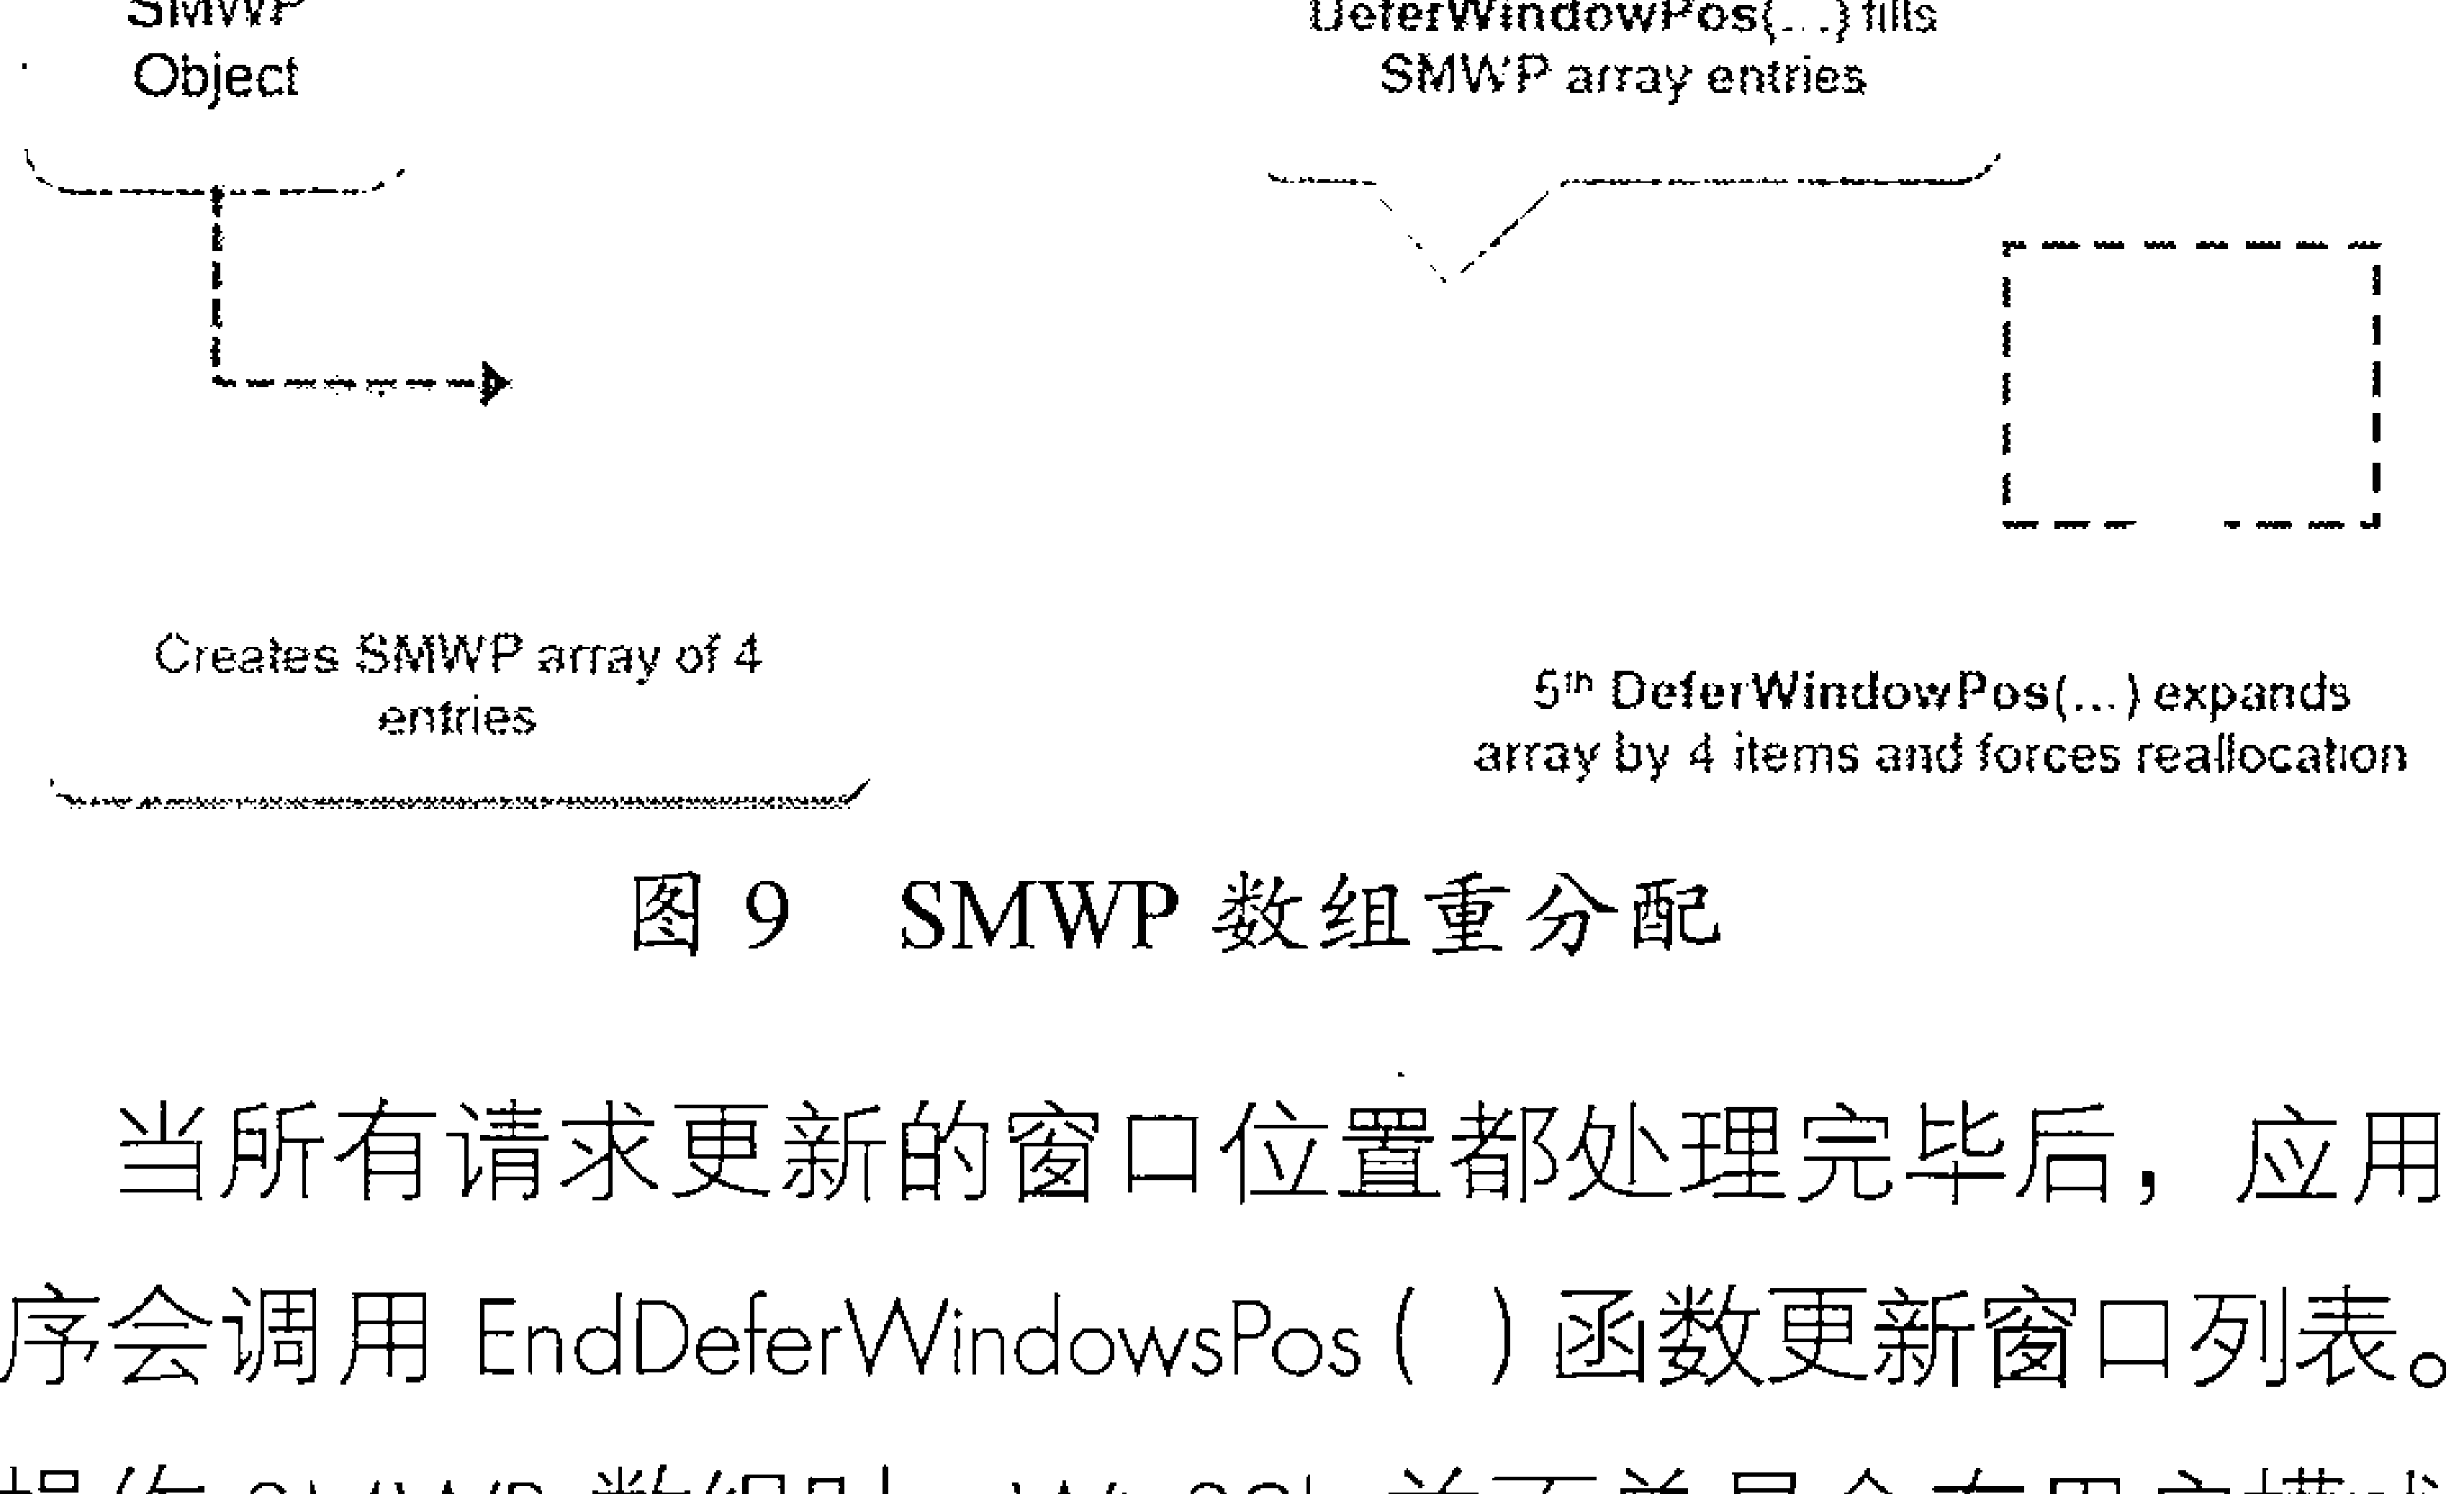 SMWP
Object
DeferWindowPos(...) fills
SMWP array entries
Creates SMWP array of 4
entries
5th DeferWindowPos(...) expands
array by 4 items and forces reallocation
图 9 SMWP 数组重分配
当所有请求更新的窗口位置都处理完毕后，应用
序会调用 EndDeferWindowsPos ( ) 函数更新窗口列表。